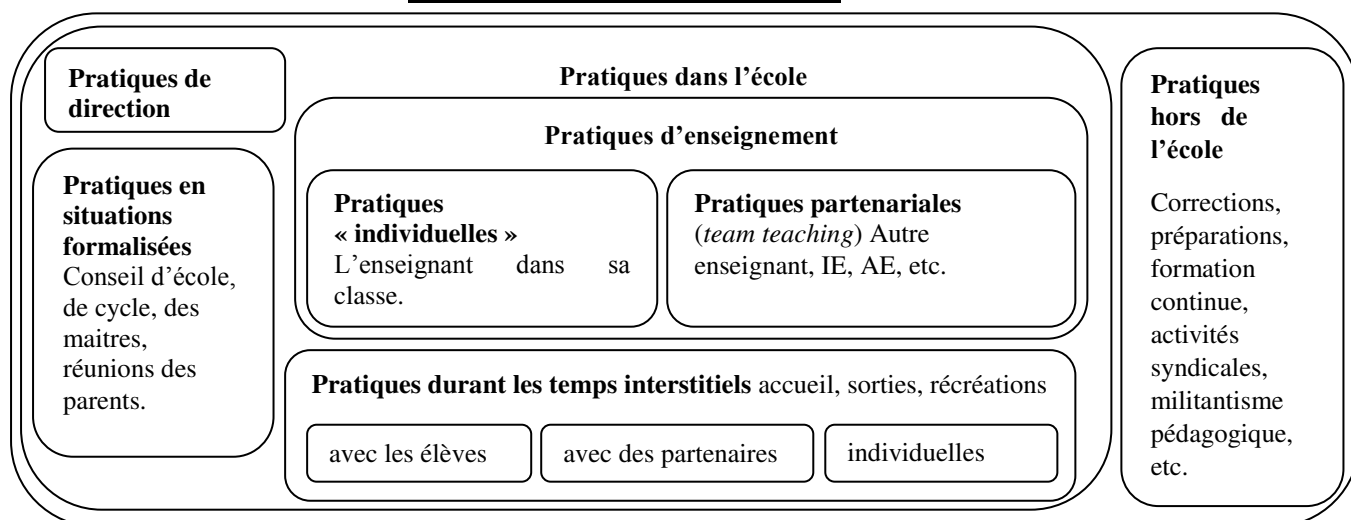 Pratiques de
direction
Pratiques dans l’école
Pratiques d’enseignement
Pratiques en
situations
formalisées
Conseil d’école,
de cycle, des
maitres,
réunions des
parents.
Pratiques
« individuelles »
L’enseignant dans sa
classe.
Pratiques partenariales
(team teaching) Autre
enseignant, IE, AE, etc.
Pratiques durant les temps interstitiels accueil, sorties, récréations
avec les élèves
avec des partenaires
individuelles
Pratiques
hors de
l’école
Corrections,
préparations,
formation
continue,
activités
syndicales,
militantisme
pédagogique,
etc.